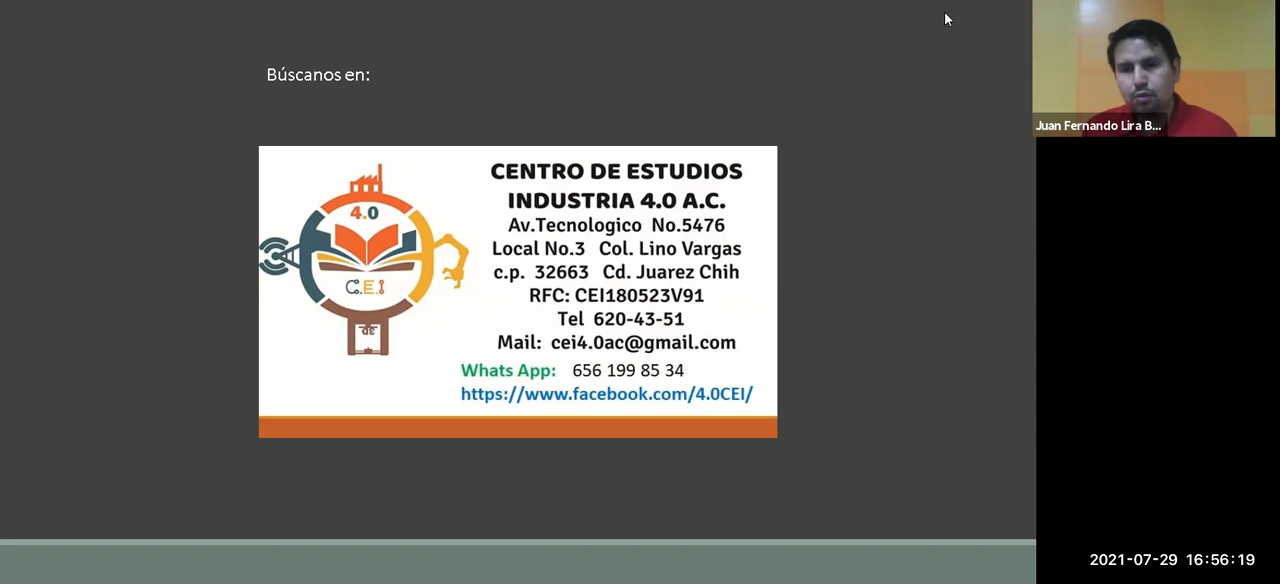 Búscanos en:
4.0
C.E.I
CENTRO DE ESTUDIOS
INDUSTRIA 4.0 A.C.
Av.Tecnologico No.5476
Local No.3 Col. Lino Vargas
c.p. 32663 Cd. Juarez Chih
RFC: CEI180523V91
Tel 620-43-51
Mail: cei4.0ac@gmail.com
Whats App: 656 199 85 34
https://www.facebook.com/4.0CEI/
Juan Fernando Lira B...
2021-07-29 16:56:19